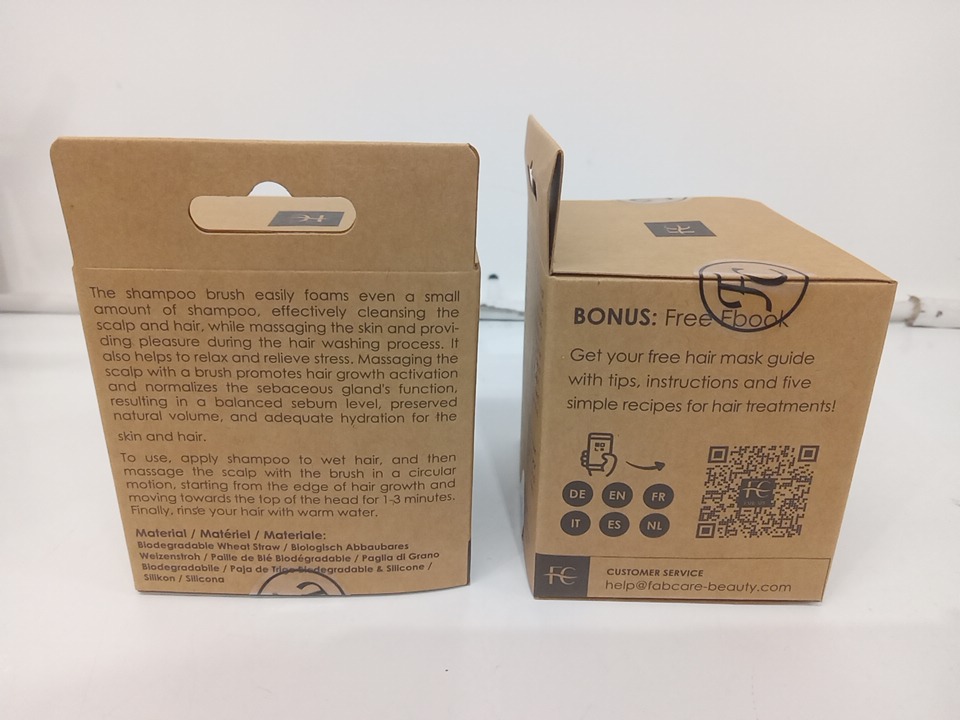 FC
The shampoo brush easily foams even a small
amount of shampoo, effectively cleansing the
scalp and hair, while massaging the skin and provi-
ding pleasure during the hair washing process. It
also helps to relax and relieve stress. Massaging the
scalp with a brush promotes hair growth activation
and normalizes the sebaceous gland's function,
resulting in a balanced sebum level, preserved
natural volume, and adequate hydration for the
skin and hair.
To use, apply shampoo to wet hair, and then
massage the scalp with the brush in a circular
motion, starting from the edge of hair growth and
moving towards the top of the head for 1-3 minutes.
Finally, rinse your hair with warm water.
Material / Matériel / Materiale:
Biodegradable Wheat Straw / Biologisch Abbaubares
Weizenstroh / Paille de Blé Biodégradable / Paglia di Grano
Biodegradabile / Paja de Trigo Biodegradable & Silicone /
Silikon / Silicona
FC
FC
FC
BONUS: Free Ebook
Get your free hair mask guide
with tips, instructions and five
simple recipes for hair treatments!
DE EN FR
IT ES NL
FC
FC
CUSTOMER SERVICE
help@fabcare-beauty.com